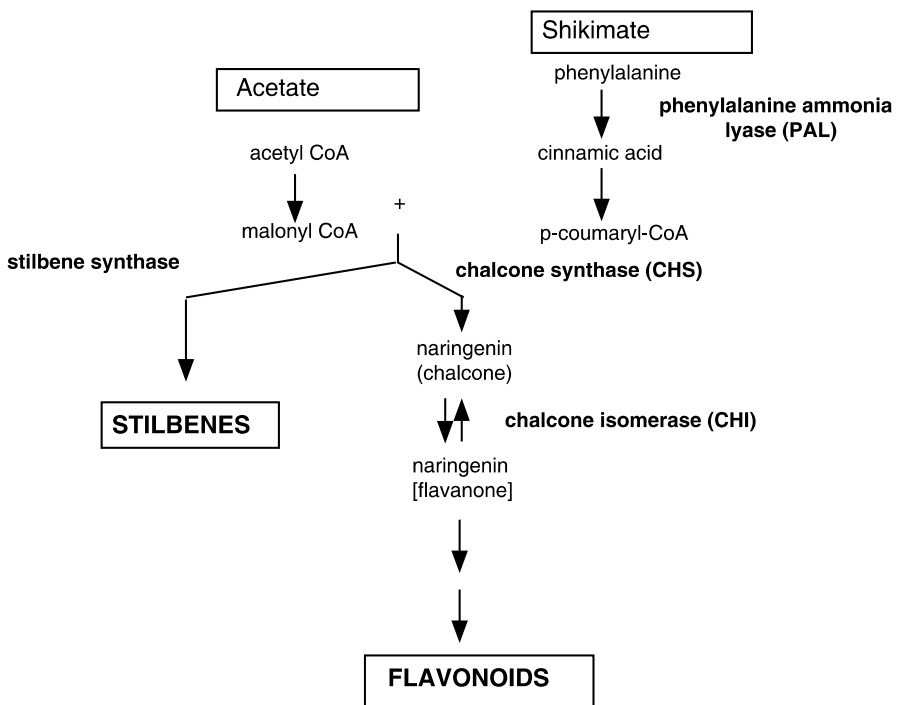 Shikimate
phenylalanine
Acetate
phenylalanine ammonia
lyase (PAL)
acetyl CoA
cinnamic acid
+
malonyl CoA
p-coumaryl-CoA
stilbene synthase
chalcone synthase (CHS)
naringenin
(chalcone)
STILBENES
chalcone isomerase (CHI)
naringenin
[flavanone]
FLAVONOIDS